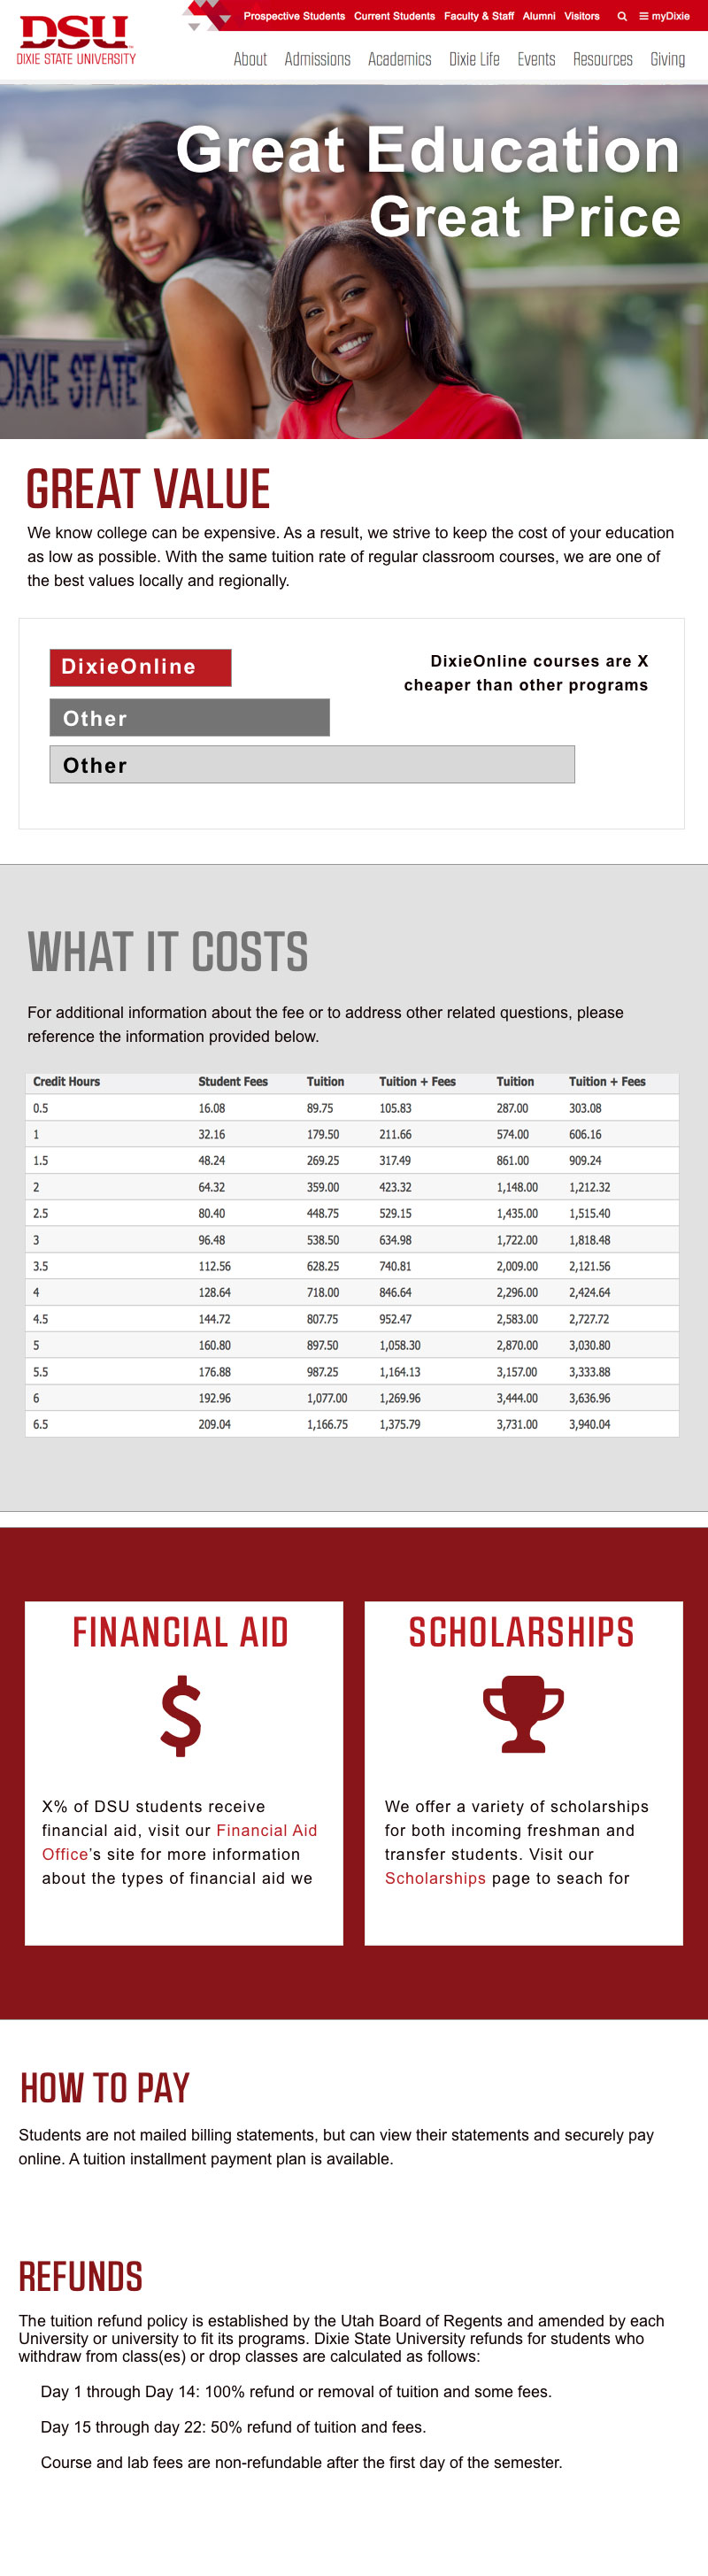 DSU
DIXIE STATE UNIVERSITY
Prospective Students Current Students Faculty & Staff Alumni Visitors myDixie
About Admissions Academics Dixie Life Events Resources Giving
Great Education
Great Price
DIXIE STATE
GREAT VALUE
We know college can be expensive. As a result, we strive to keep the cost of your education
as low as possible. With the same tuition rate of regular classroom courses, we are one of
the best values locally and regionally.
DixieOnline
DixieOnline courses are X
cheaper than other programs
Other
Other
WHAT IT COSTS
For additional information about the fee or to address other related questions, please
reference the information provided below.
Credit Hours Student Fees Tuition Tuition + Fees Tuition Tuition + Fees
0.5 16.08 89.75 105.83 287.00 303.08
1 32.16 179.50 211.66 574.00 606.16
1.5 48.24 269.25 317.49 861.00 909.24
2 64.32 359.00 423.32 1,148.00 1,212.32
2.5 80.40 448.75 529.15 1,435.00 1,515.40
3 96.48 538.50 634.98 1,722.00 1,818.48
3.5 112.56 628.25 740.81 2,009.00 2,121.56
4 128.64 718.00 846.64 2,296.00 2,424.64
4.5 144.72 807.75 952.47 2,583.00 2,727.72
5 160.80 897.50 1,058.30 2,870.00 3,030.80
5.5 176.88 987.25 1,164.13 3,157.00 3,333.88
6 192.96 1,077.00 1,269.96 3,444.00 3,636.96
6.5 209.04 1,166.75 1,375.79 3,731.00 3,940.04
FINANCIAL AID
$
X% of DSU students receive
financial aid, visit our Financial Aid
Office's site for more information
about the types of financial aid we
SCHOLARSHIPS
We offer a variety of scholarships
for both incoming freshman and
transfer students. Visit our
Scholarships page to seach for
HOW TO PAY
Students are not mailed billing statements, but can view their statements and securely pay
online. A tuition installment payment plan is available.
REFUNDS
The tuition refund policy is established by the Utah Board of Regents and amended by each
University or university to fit its programs. Dixie State University refunds for students who
withdraw from class(es) or drop classes are calculated as follows:
Day 1 through Day 14: 100% refund or removal of tuition and some fees.
Day 15 through day 22: 50% refund of tuition and fees.
Course and lab fees are non-refundable after the first day of the semester.